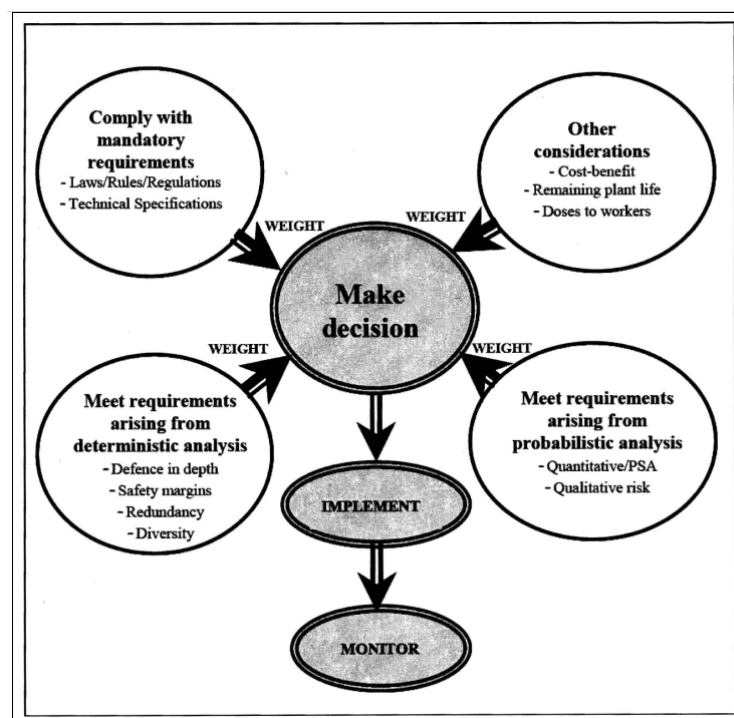 Comply with
mandatory
requirements
- Laws/Rules/Regulations
- Technical Specifications
WEIGHT
Other
considerations
- Cost-benefit
- Remaining plant life
- Doses to workers
WEIGHT
Make
decision
WEIGHT
Meet requirements
arising from
deterministic analysis
- Defence in depth
- Safety margins
- Redundancy
- Diversity
WEIGHT
Meet requirements
arising from
probabilistic analysis
- Quantitative/PSA
- Qualitative risk
IMPLEMENT
MONITOR